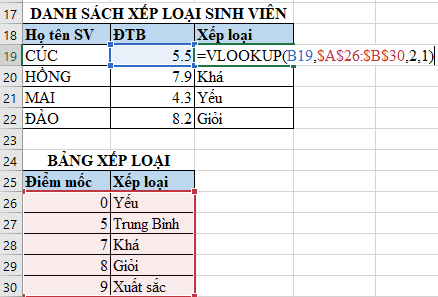 17 DANH SÁCH XẾP LOẠI SINH VIÊN
18 Họ tên SV ĐTB Xếp loại
19 CÚC 5.5 =VLOOKUP(B19,$A$26:$B$30,2,1)
20 HỒNG 7.9 Khá
21 MAI 4.3 Yếu
22 ĐÀO 8.2 Giỏi
23
24 BẢNG XẾP LOẠI
25 Điểm mốc Xếp loại
26 0 Yếu
27 5 Trung Bình
28 7 Khá
29 8 Giỏi
30 9 Xuất sắc